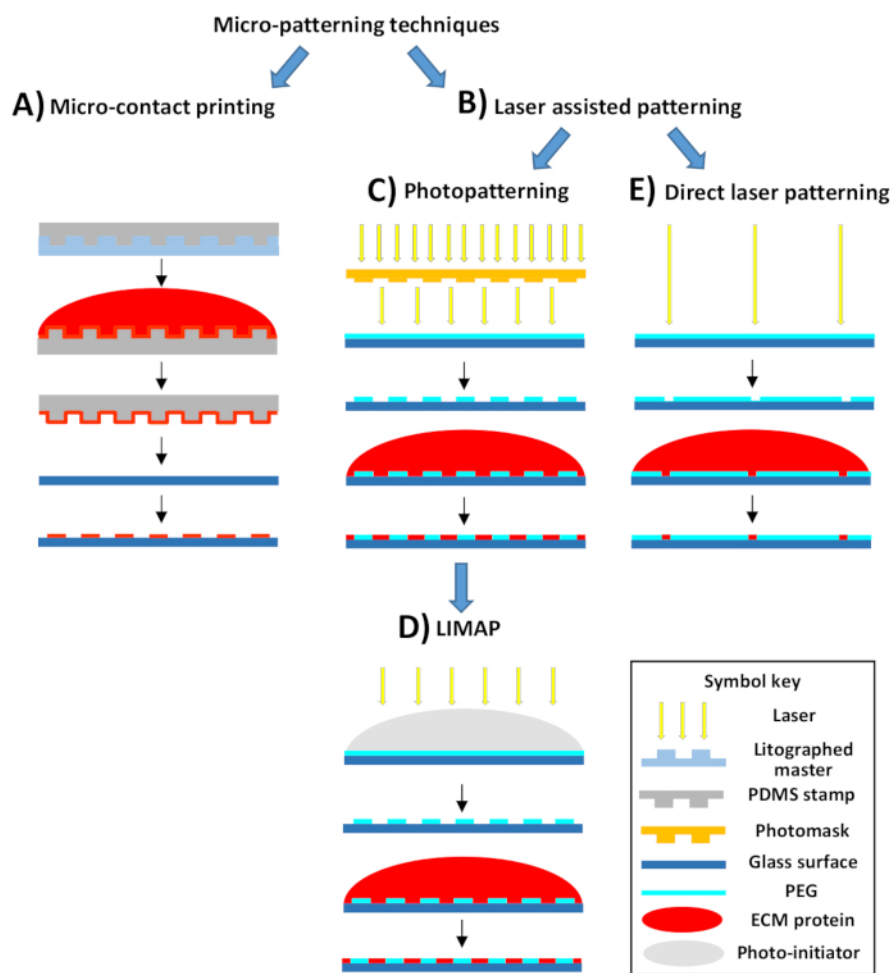 Micro-patterning techniques
A) Micro-contact printing
B) Laser assisted patterning
C) Photopatterning
E) Direct laser patterning
D) LIMAP
Symbol key
Laser
Litographed
master
PDMS stamp
Photomask
Glass surface
PEG
ECM protein
Photo-initiator